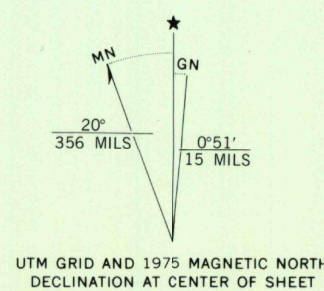 MN
GN
20°
356 MILS
0°51'
15 MILS
UTM GRID AND 1975 MAGNETIC NORTH
DECLINATION AT CENTER OF SHEET